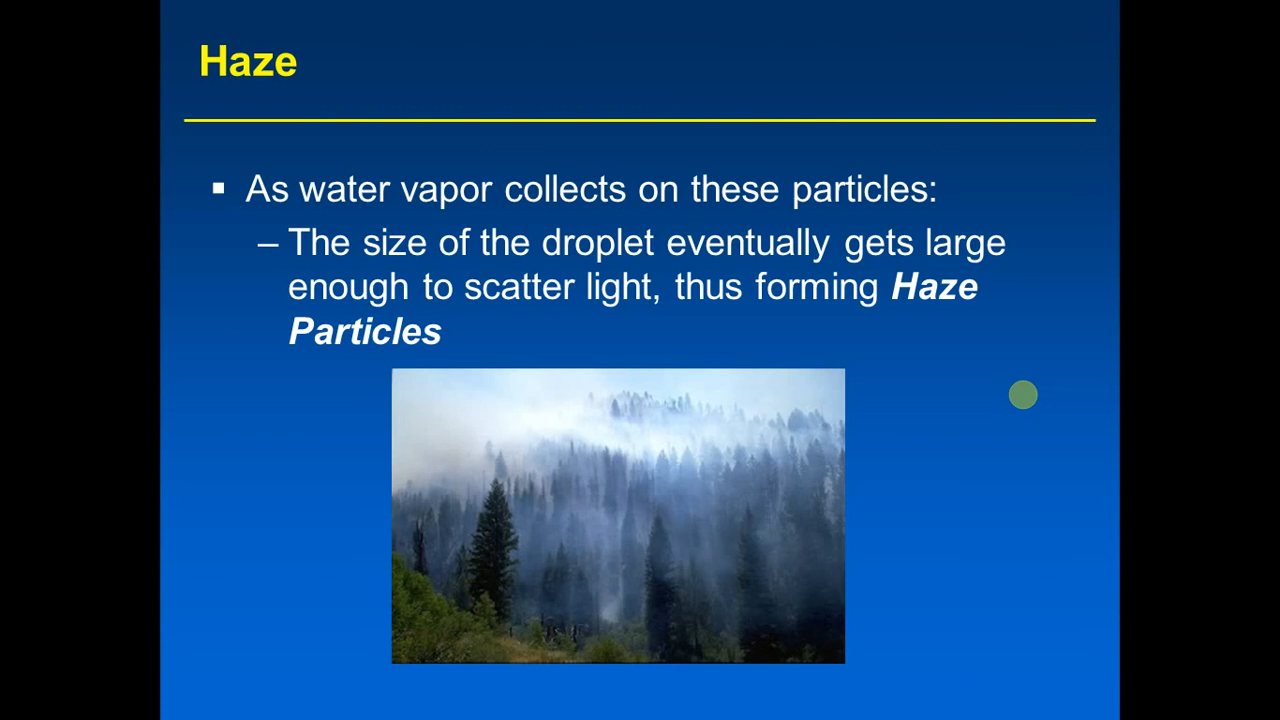 Haze
▪ As water vapor collects on these particles:
– The size of the droplet eventually gets large
enough to scatter light, thus forming Haze
Particles